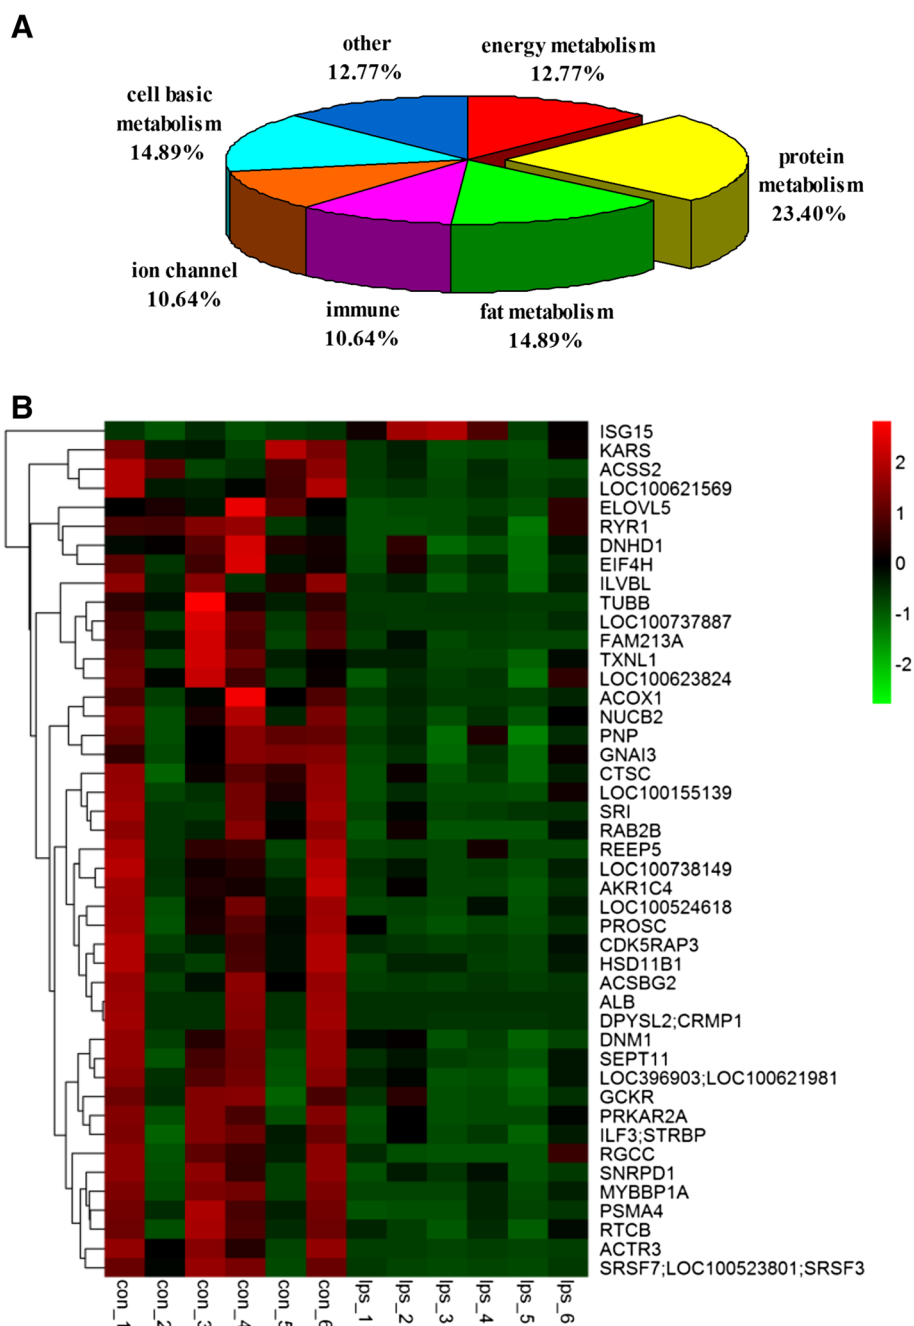 A
other
12.77%
energy metabolism
12.77%
cell basic
metabolism
14.89%
protein
metabolism
23.40%
ion channel
10.64%
immune
10.64%
fat metabolism
14.89%
B
ISG15
KARS
ACSS2
LOC100621569
ELOVL5
RYR1
DNHD1
EIF4H
ILVBL
TUBB
LOC100737887
FAM213A
TXNL1
LOC100623824
ACOX1
NUCB2
PNP
GNAI3
CTSC
LOC100155139
SRI
RAB2B
REEP5
LOC100738149
AKR1C4
LOC100524618
PROSC
CDK5RAP3
HSD11B1
ACSBG2
ALB
DPYSL2;CRMP1
DNM1
SEPT11
LOC396903;LOC100621981
GCKR
PRKAR2A
ILF3;STRBP
RGCC
SNRPD1
MYBBP1A
PSMA4
RTCB
ACTR3
SRSF7;LOC100523801;SRSF3
2
1
0
-1
-2
con_1
con_2
con_3
con_4
con_5
con_6
lps_1
lps_2
lps_3
lps_4
lps_5
lps_6